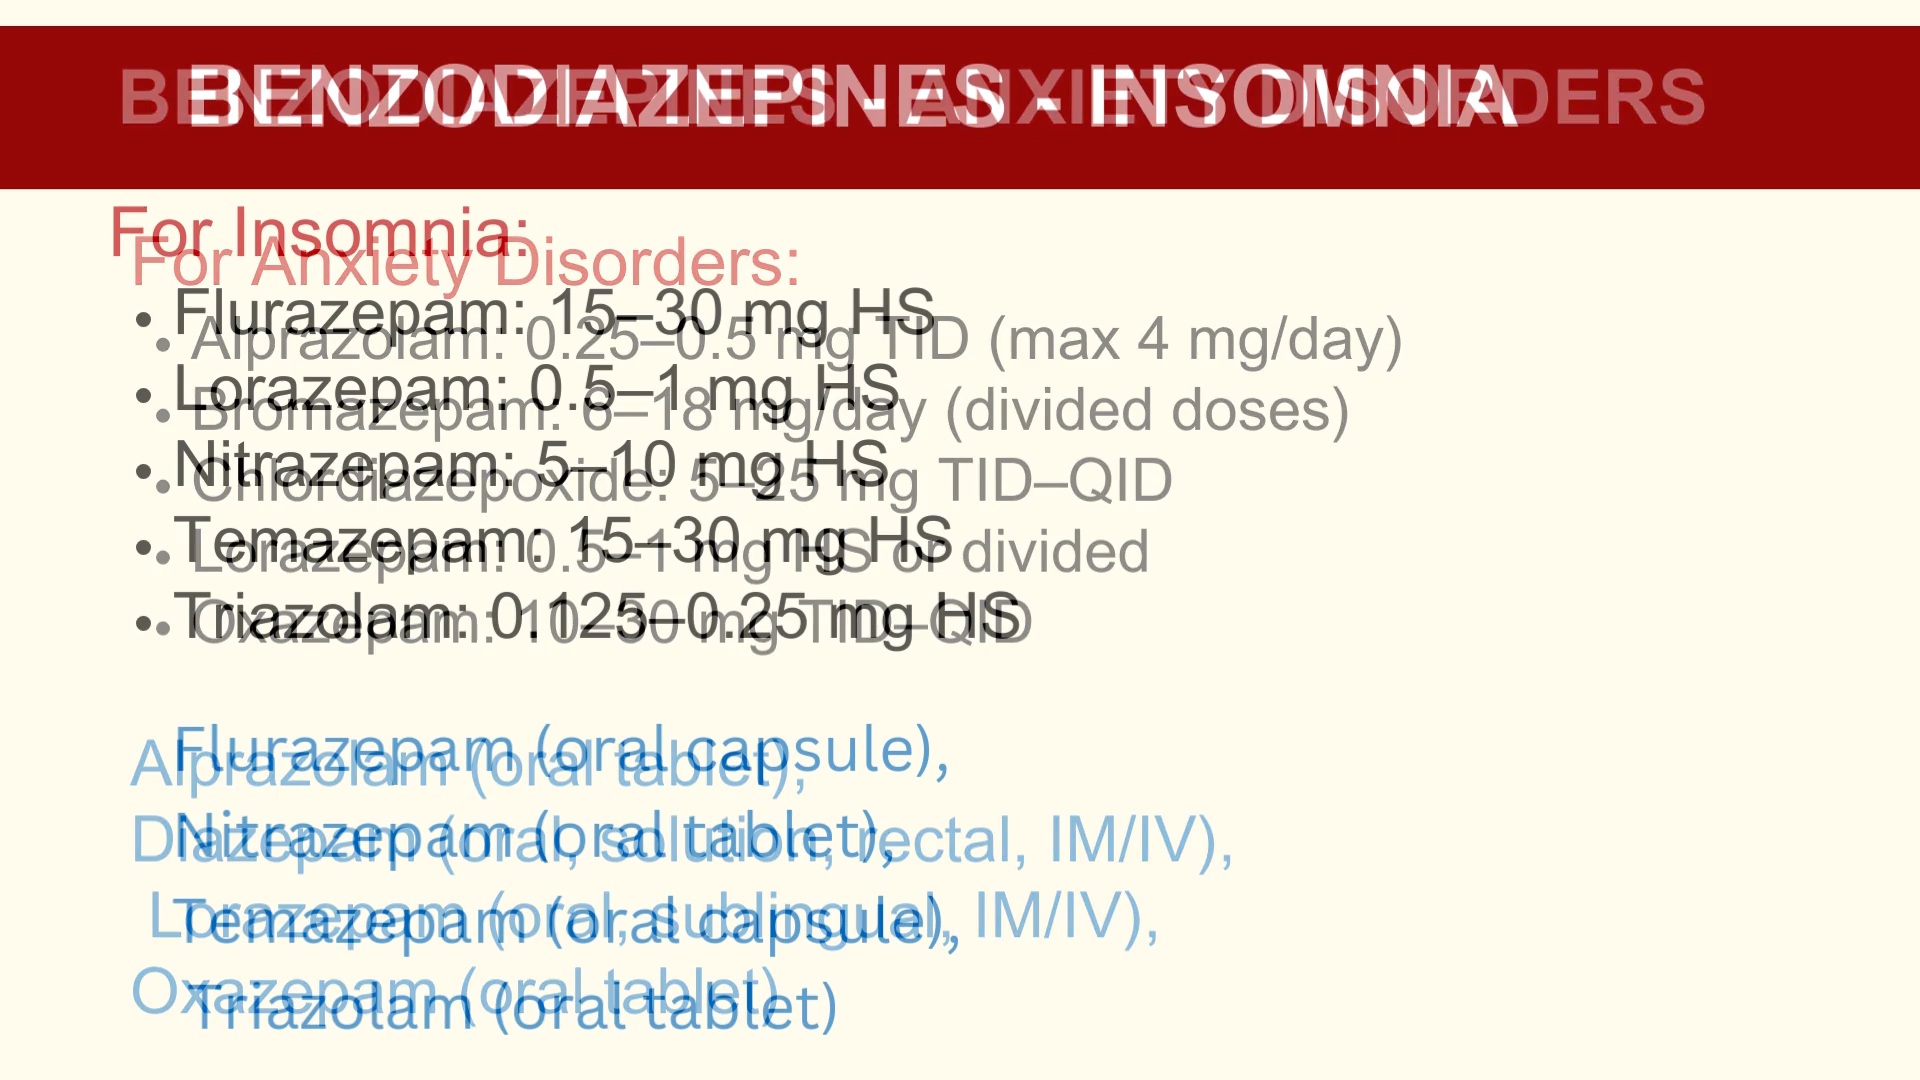 BENZODIAZEPINES - INSOMNIA
BENZODIAZEPINES - ANXIETY DISORDERS
For Insomnia:
• Flurazepam: 15–30 mg HS
• Lorazepam: 0.5–1 mg HS
• Nitrazepam: 5–10 mg HS
• Temazepam: 15–30 mg HS
• Triazolam: 0.125–0.25 mg HS
Flurazepam (oral capsule),
Nitrazepam (oral tablet),
Temazepam (oral capsule),
Triazolam (oral tablet)
For Anxiety Disorders:
• Alprazolam: 0.25–0.5 mg TID (max 4 mg/day)
• Bromazepam: 6–18 mg/day (divided doses)
• Chlordiazepoxide: 5–25 mg TID–QID
• Lorazepam: 0.5–1 mg HS or divided
• Oxazepam: 10–30 mg TID–QID
Alprazolam (oral tablet),
Diazepam (oral, solution, rectal, IM/IV),
Lorazepam (oral, sublingual, IM/IV),
Oxazepam (oral tablet)